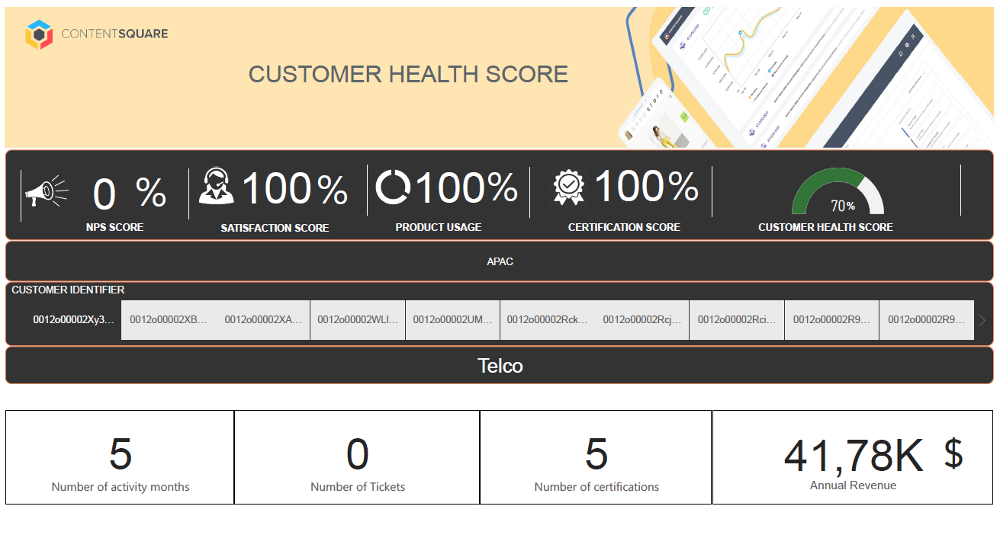 CONTENTSQUARE
CUSTOMER HEALTH SCORE
Shopstore
0 %
NPS SCORE
100%
SATISFACTION SCORE
100%
PRODUCT USAGE
100%
CERTIFICATION SCORE
70%
CUSTOMER HEALTH SCORE
APAC
CUSTOMER IDENTIFIER
0012o00002Xy3... 0012o00002XB... 0012o00002XA... 0012o00002WLI... 0012o00002UM... 0012o00002Rck... 0012o00002Rcj... 0012o00002Rci... 0012o00002R9... 0012o00002R9...
Telco
5
Number of activity months
0
Number of Tickets
5
Number of certifications
41,78K $
Annual Revenue